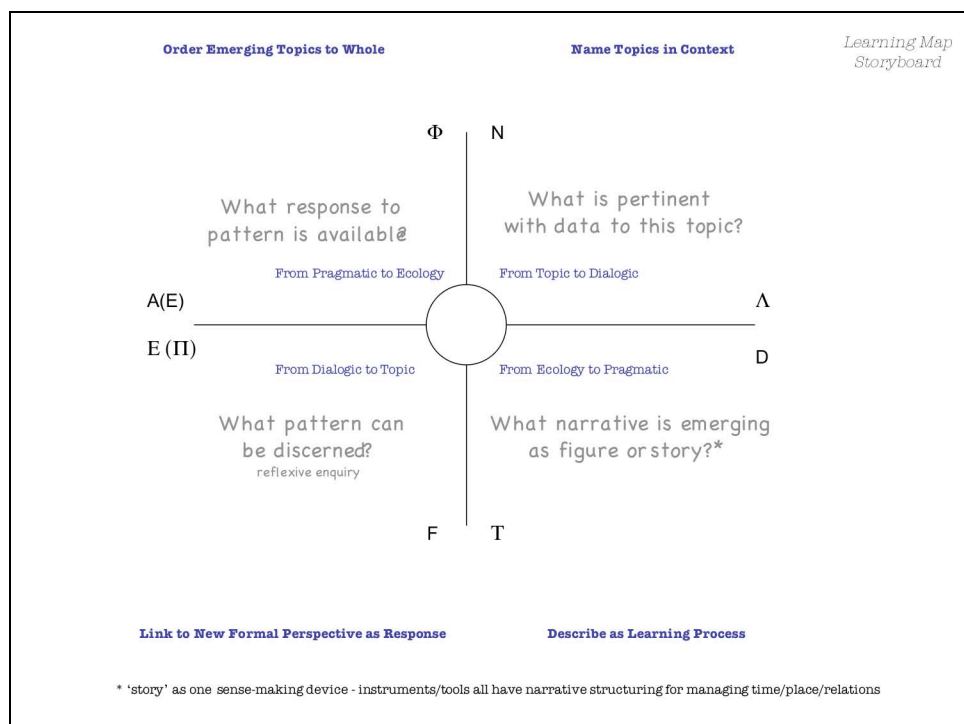 Order Emerging Topics to Whole
Name Topics in Context
Learning Map
Storyboard
Φ
N
What response to
pattern is available?
What is pertinent
with data to this topic?
From Pragmatic to Ecology
From Topic to Dialogic
A(E)
Λ
E (Π)
D
From Dialogic to Topic
From Ecology to Pragmatic
What pattern can
be discerned?
reflexive enquiry
What narrative is emerging
as figure or story?*
F
T
Link to New Formal Perspective as Response
Describe as Learning Process
* ‘story’ as one sense-making device - instruments/tools all have narrative structuring for managing time/place/relations